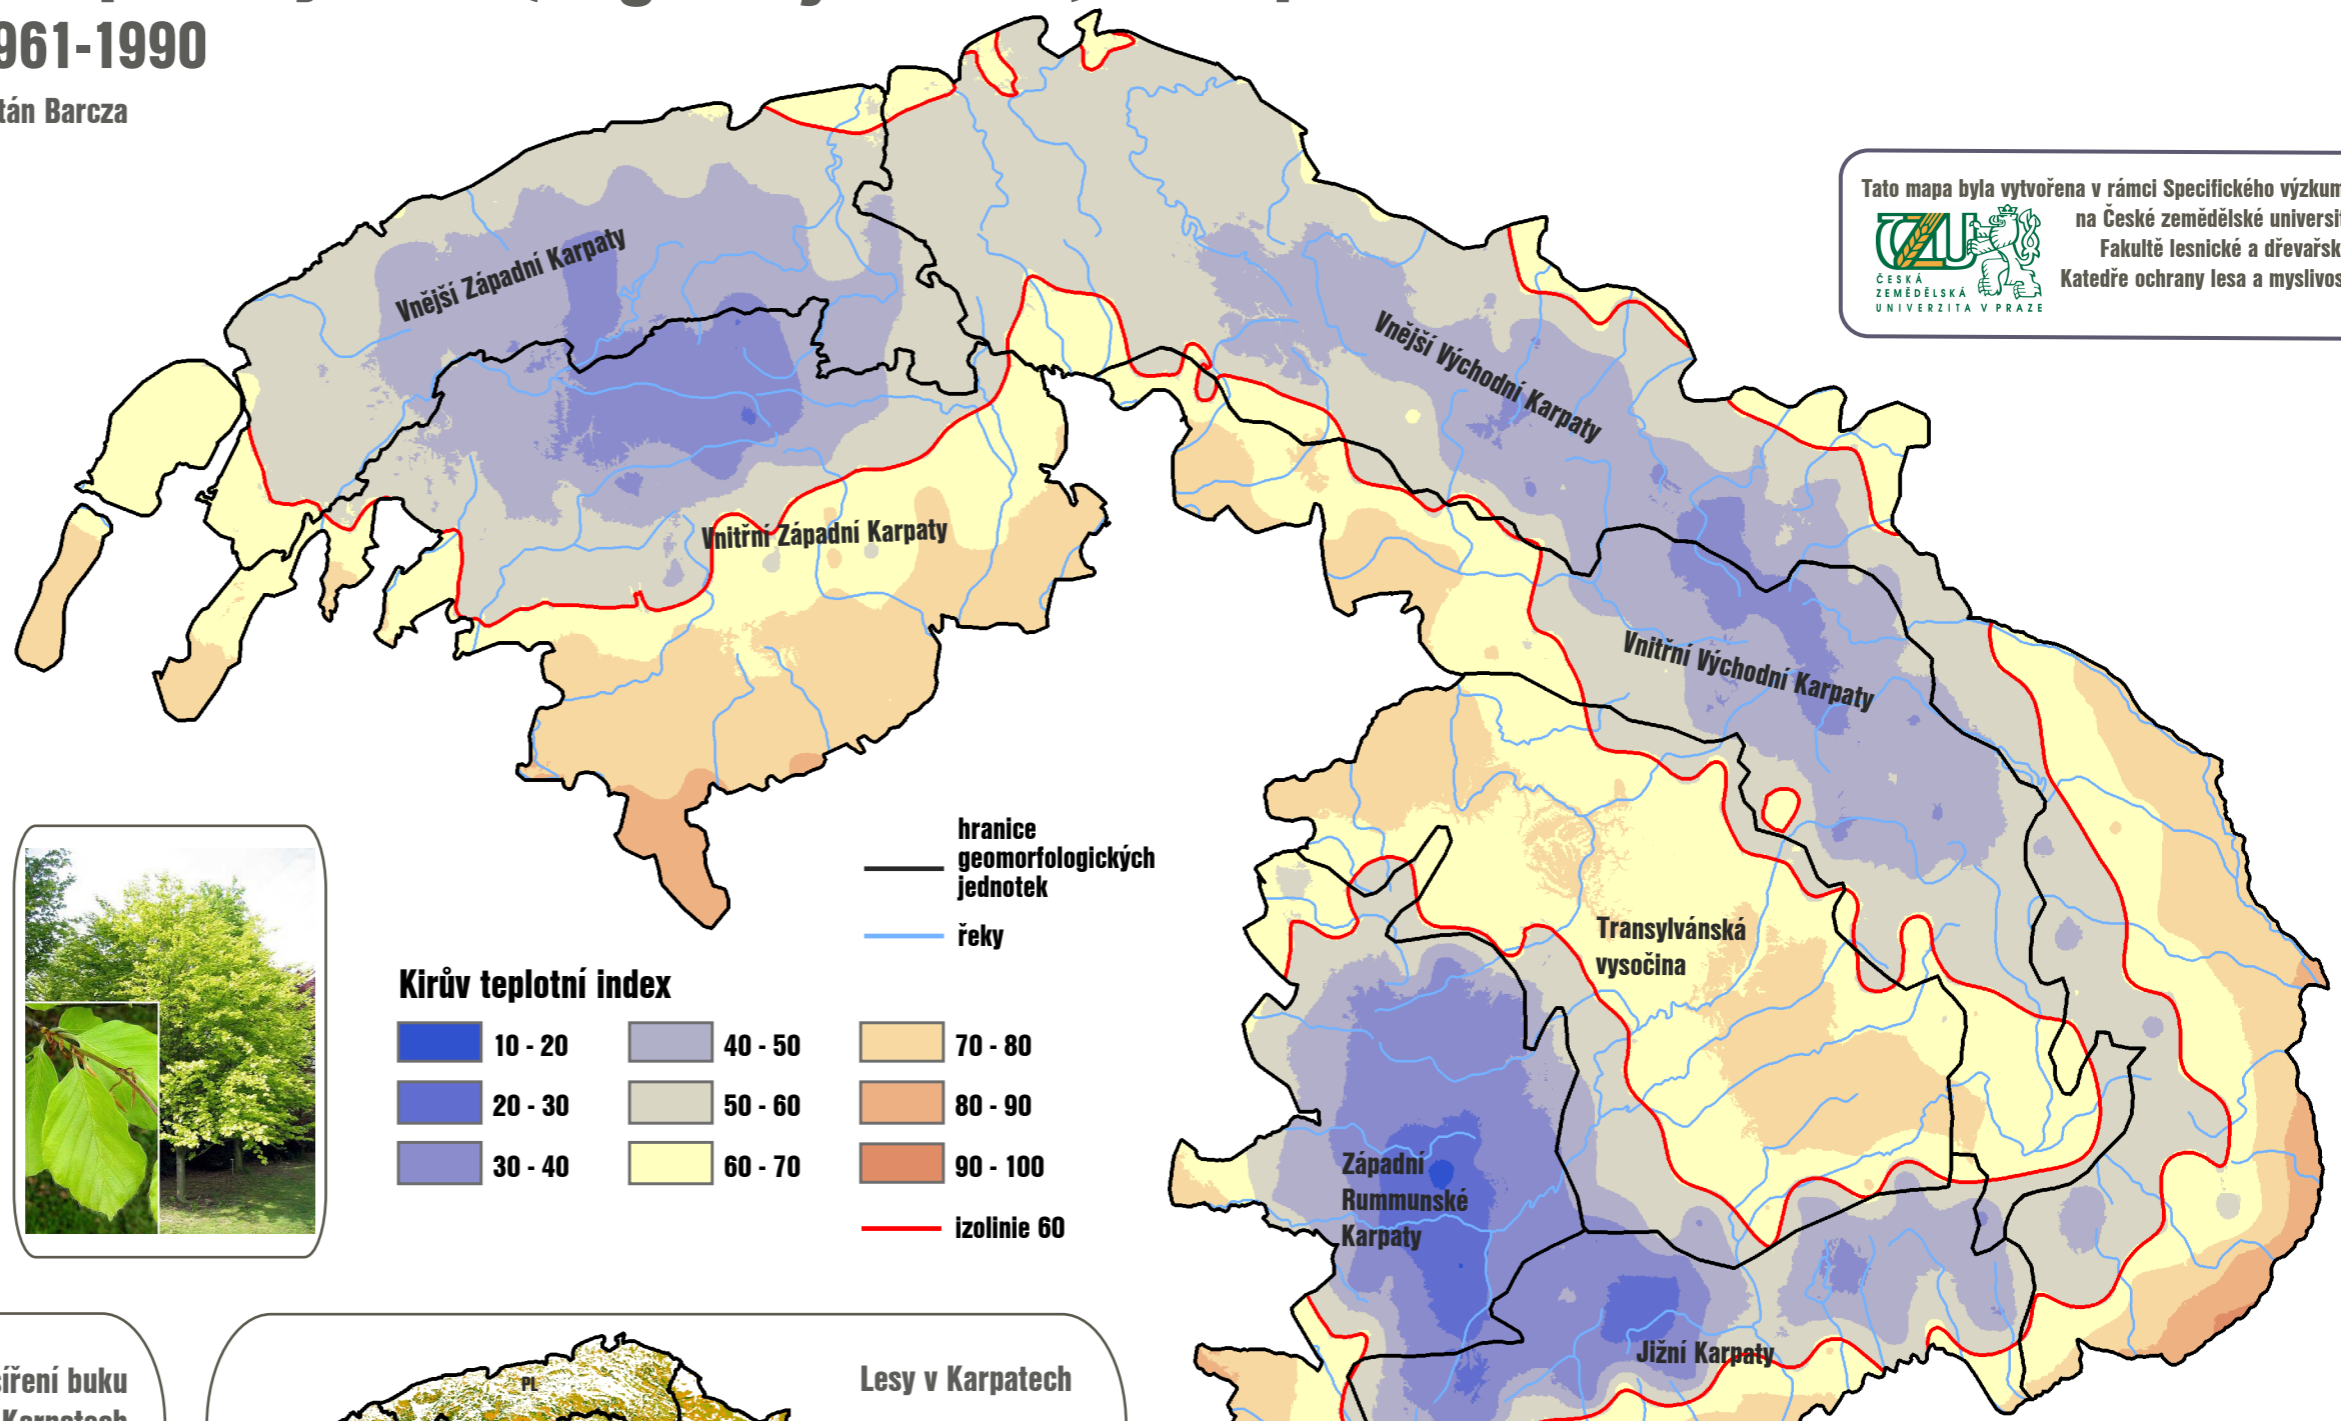 961-1990
tán Barcza
Tato mapa byla vytvořena v rámci Specifického výzkum
na České zemědělské universit
Fakultě lesnické a dřevařsk
Katedře ochrany lesa a myslivos
ČZU
ČESKÁ
ZEMĚDĚLSKÁ
UNIVERZITA V PRAZE
Vnější Západní Karpaty
Vnější Východní Karpaty
Vnitřní Západní Karpaty
Vnitřní Východní Karpaty
Transylvánská
vysočina
Západní
Rummunské
Karpaty
Jižní Karpaty
hranice
geomorfologických
jednotek
řeky
Kirův teplotní index
10 - 20
20 - 30
30 - 40
40 - 50
50 - 60
60 - 70
70 - 80
80 - 90
90 - 100
izolinie 60
šíření buku
Karpatech
PL
Lesy v Karpatech